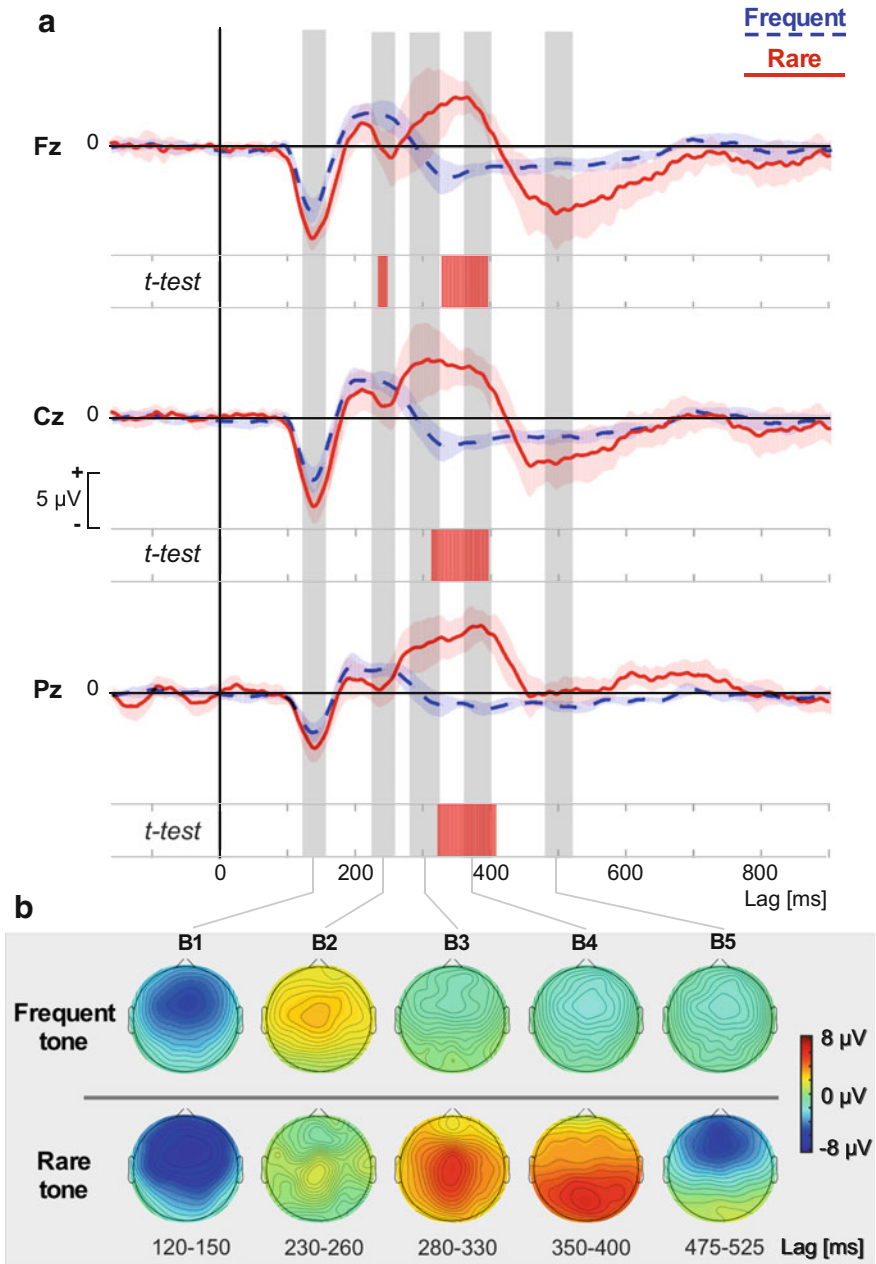 a
Frequent
Rare
Fz
0
t-test
Cz
0
+
5 µV
-
t-test
Pz
0
t-test
0 200 400 600 800
Lag [ms]
b
B1 B2 B3 B4 B5
Frequent tone
8 µV
0 µV
-8 µV
Rare tone
120-150 230-260 280-330 350-400 475-525 Lag [ms]